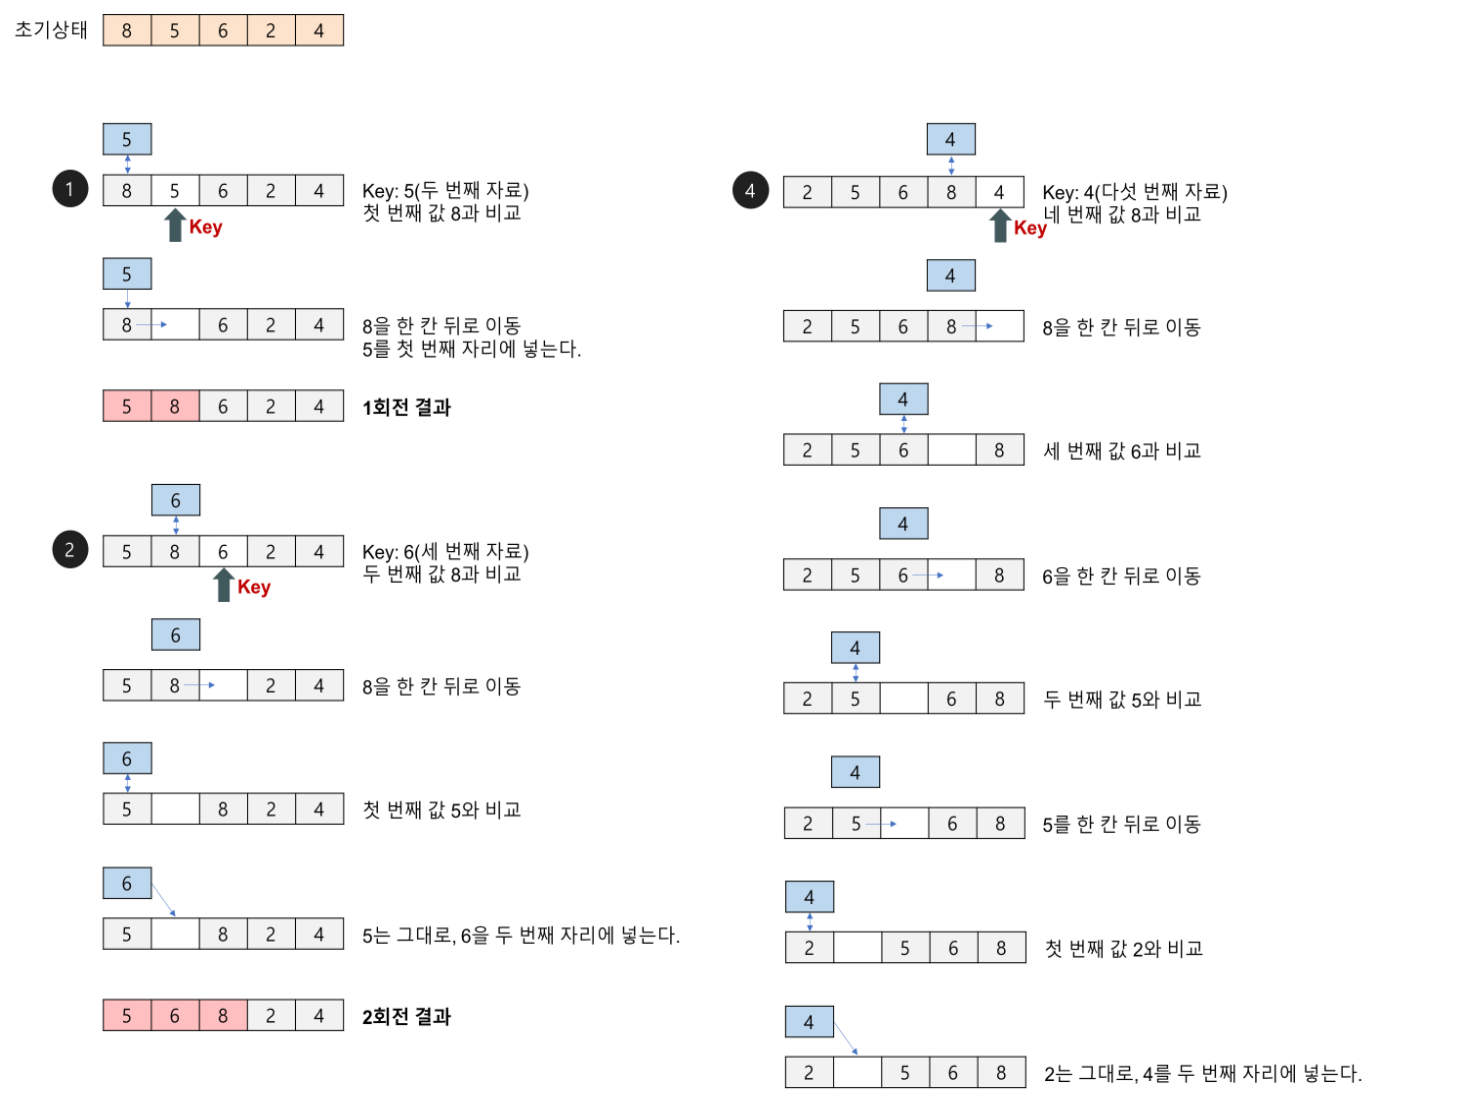 초기상태 8 5 6 2 4
5
1 8 5 6 2 4 Key: 5(두 번째 자료)
첫 번째 값 8과 비교
Key
5
8 6 2 4 8을 한 칸 뒤로 이동
5를 첫 번째 자리에 넣는다.
5 8 6 2 4 1회전 결과
6
2 5 8 6 2 4 Key: 6(세 번째 자료)
두 번째 값 8과 비교
Key
6
5 8 2 4 8을 한 칸 뒤로 이동
6
5 8 2 4 첫 번째 값 5와 비교
6
5 8 2 4 5는 그대로, 6을 두 번째 자리에 넣는다.
5 6 8 2 4 2회전 결과
4
4 2 5 6 8 4 Key: 4(다섯 번째 자료)
네 번째 값 8과 비교
Key
4
2 5 6 8 8을 한 칸 뒤로 이동
4
2 5 6 8 세 번째 값 6과 비교
4
2 5 6 8 6을 한 칸 뒤로 이동
4
2 5 6 8 두 번째 값 5와 비교
4
2 5 6 8 5를 한 칸 뒤로 이동
4
2 5 6 8 첫 번째 값 2와 비교
4
2 5 6 8 2는 그대로, 4를 두 번째 자리에 넣는다.